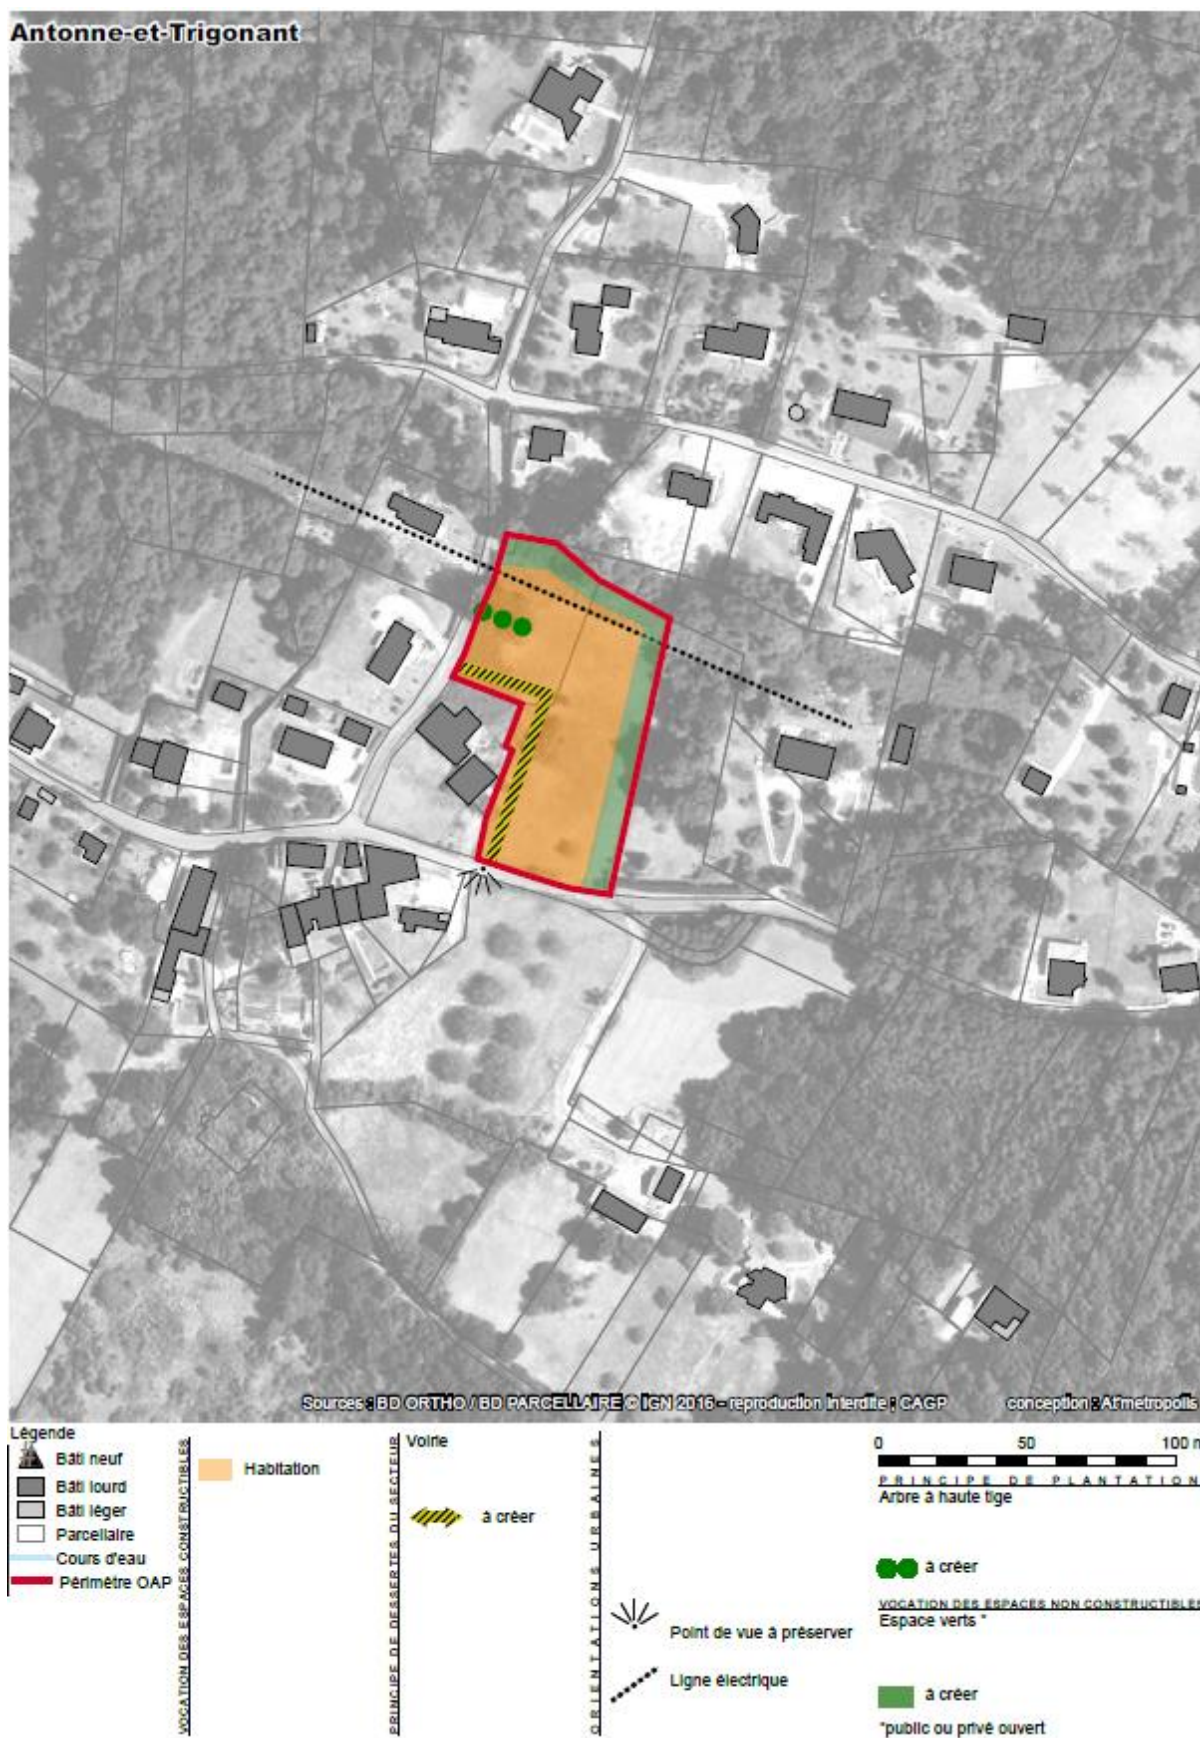 Antonne-et-Trigonant
Sources : BD ORTHO / BD PARCELLAIRE © IGN 2016 - reproduction interdite ; CAGP
conception : Atmetropolis
Légende
Bâti neuf
Bâti lourd
Bâti léger
Parcellaire
Cours d'eau
Périmètre OAP
VOCATION DES ESPACES CONSTRUCTIBLES
Habitation
PRINCIPE DE DESSERTES DU SECTEUR
Voirie
à créer
ORIENTATIONS URBAINES
Point de vue à préserver
Ligne électrique
0 50 100 m
PRINCIPE DE PLANTATION
Arbre à haute tige
à créer
VOCATION DES ESPACES NON CONSTRUCTIBLES
Espace verts *
à créer
*public ou privé ouvert